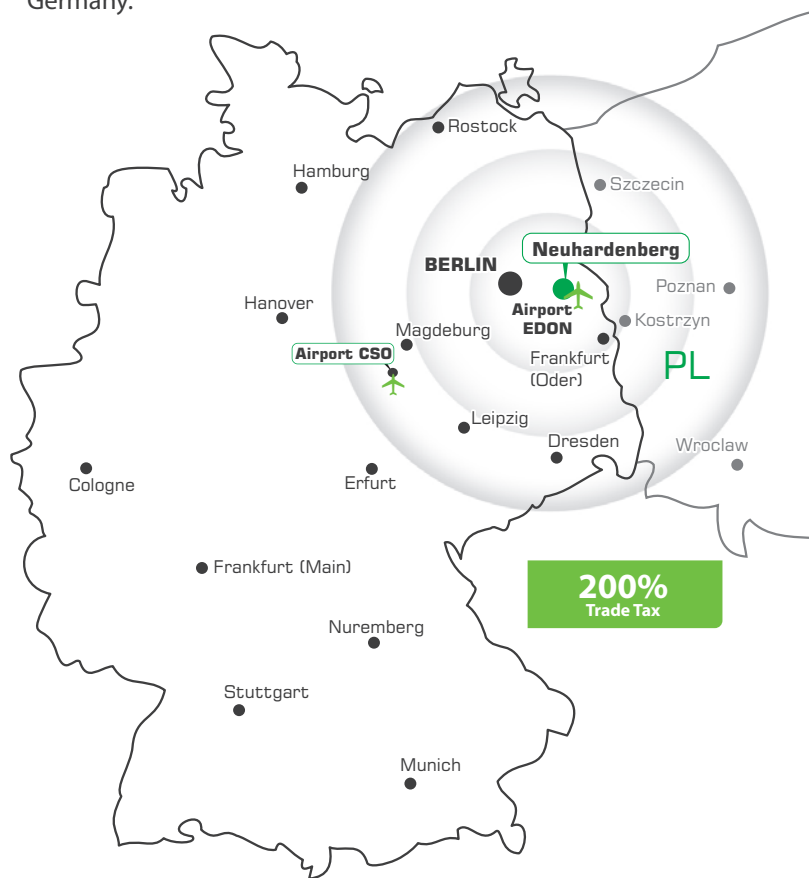 Germany.
Rostock
Hamburg
Szczecin
Neuhardenberg
BERLIN
Poznan
Hanover
Airport
EDON
Kostrzyn
Magdeburg
Airport CSO
Frankfurt
(Oder)
PL
Leipzig
Dresden
Wroclaw
Cologne
Erfurt
Frankfurt (Main)
200%
Trade Tax
Nuremberg
Stuttgart
Munich